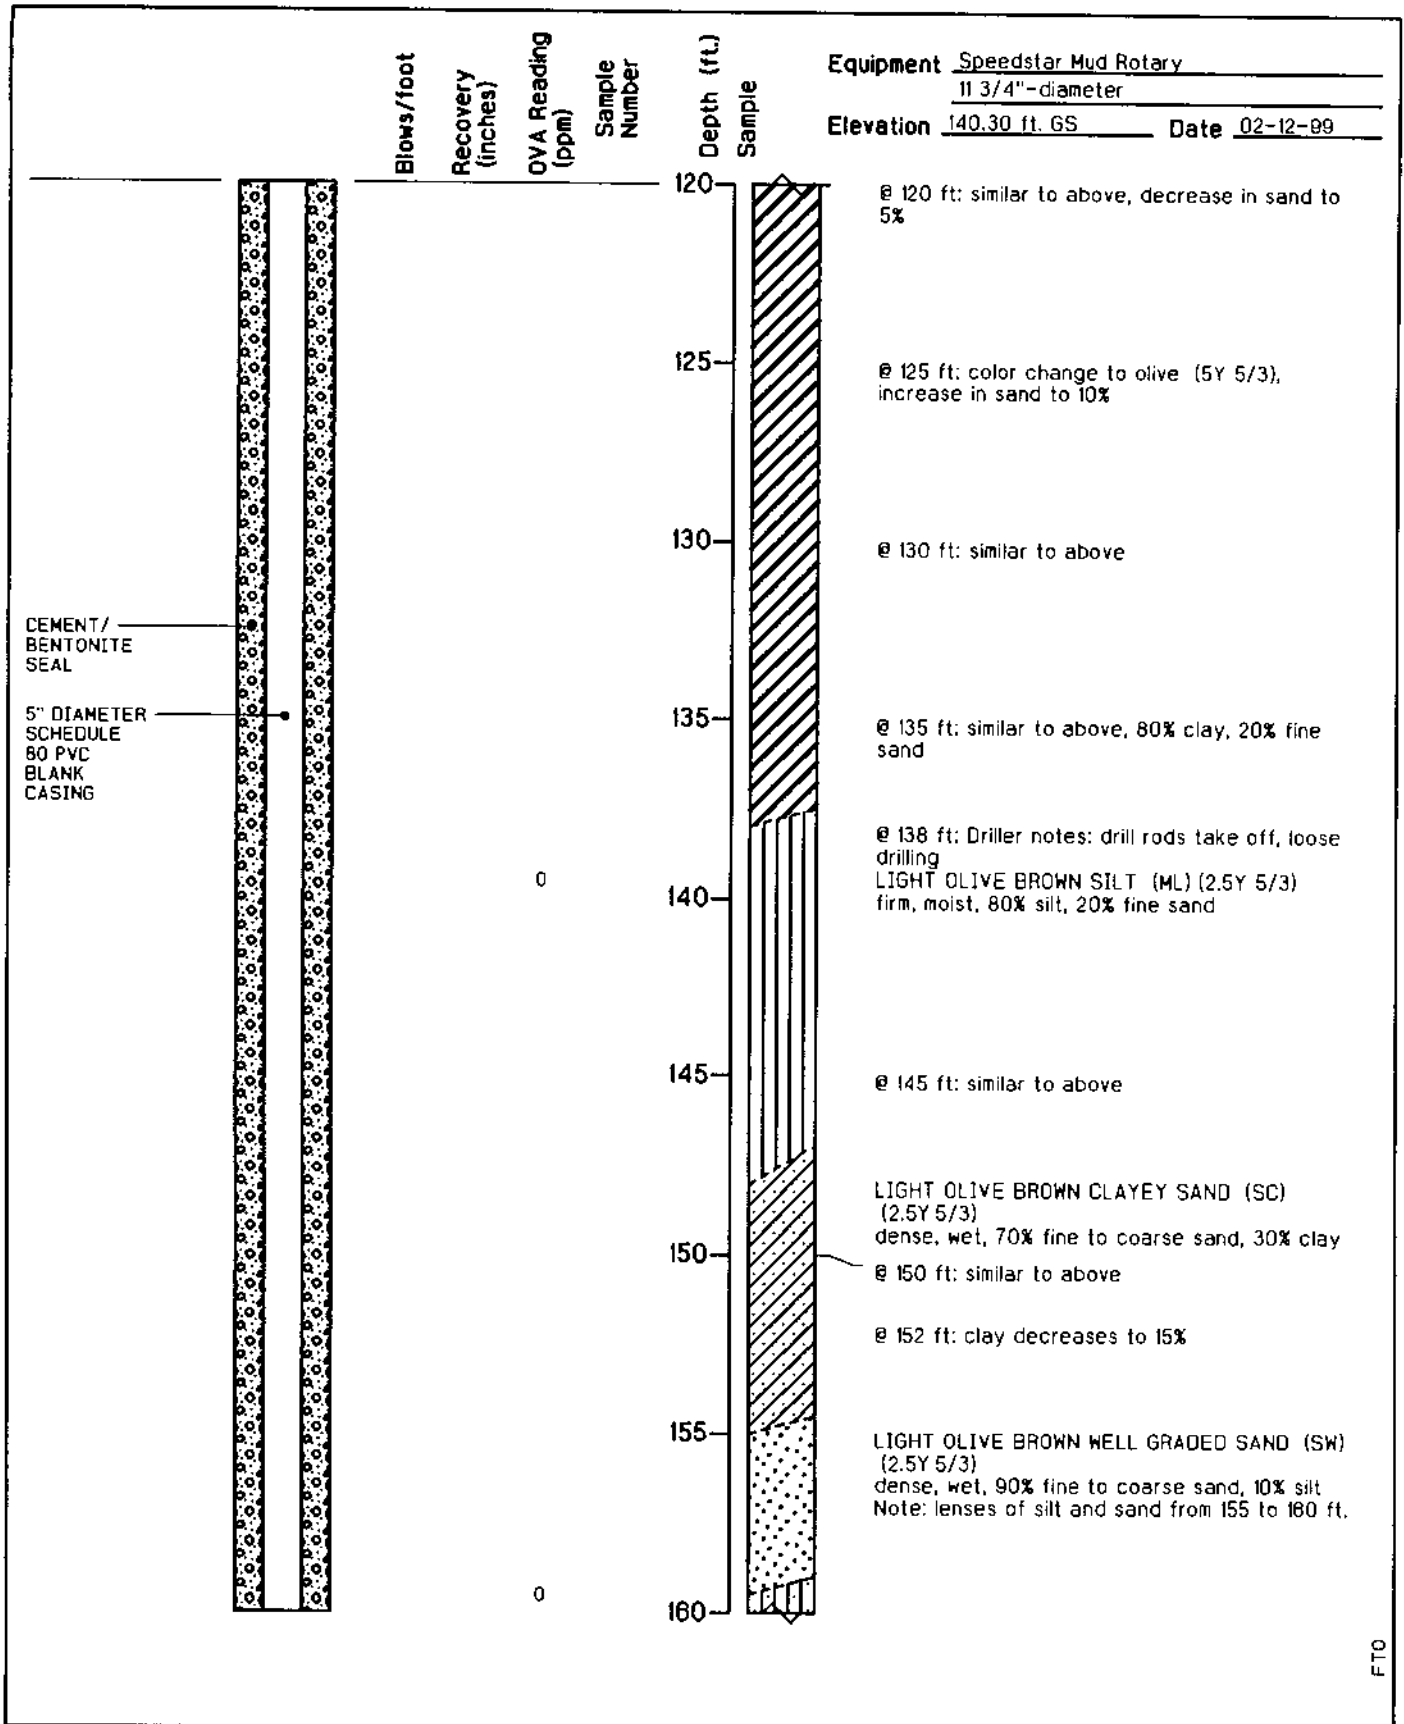 Blows/foot
Recovery
(inches)
OVA Reading
(ppm)
Sample
Number
Depth (ft.)
Sample
Equipment Speedstar Mud Rotary
11 3/4"-diameter
Elevation 140.30 ft. GS Date 02-12-99
120
@ 120 ft: similar to above, decrease in sand to
5%
125
@ 125 ft: color change to olive (5Y 5/3),
increase in sand to 10%
130
@ 130 ft: similar to above
CEMENT/
BENTONITE
SEAL
5" DIAMETER
SCHEDULE
80 PVC
BLANK
CASING
135
@ 135 ft: similar to above, 80% clay, 20% fine
sand
@ 138 ft: Driller notes: drill rods take off, loose
drilling
0
140
LIGHT OLIVE BROWN SILT (ML) (2.5Y 5/3)
firm, moist, 80% silt, 20% fine sand
145
@ 145 ft: similar to above
LIGHT OLIVE BROWN CLAYEY SAND (SC)
(2.5Y 5/3)
dense, wet, 70% fine to coarse sand, 30% clay
150
@ 150 ft: similar to above
@ 152 ft: clay decreases to 15%
155
LIGHT OLIVE BROWN WELL GRADED SAND (SW)
(2.5Y 5/3)
dense, wet, 90% fine to coarse sand, 10% silt
Note: lenses of silt and sand from 155 to 160 ft.
0
160
FTO